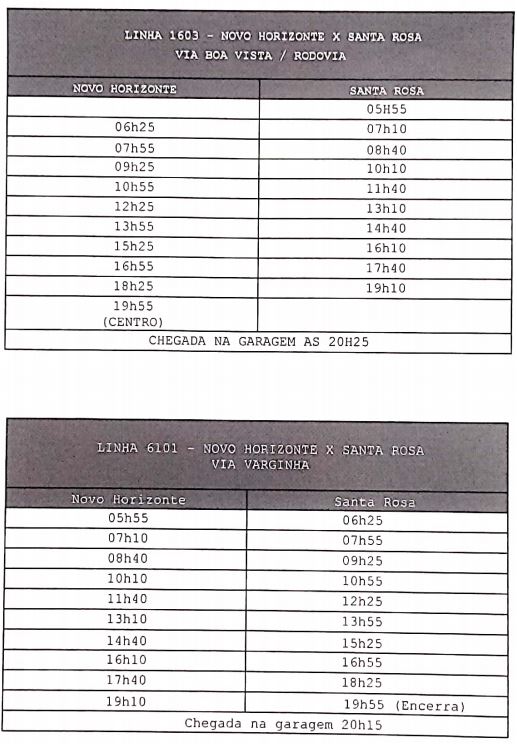 LINHA 1603 - NOVO HORIZONTE X SANTA ROSA
VIA BOA VISTA / RODOVIA
NOVO HORIZONTE SANTA ROSA
05H55
06h25 07h10
07h55 08h40
09h25 10h10
10h55 11h40
12h25 13h10
13h55 14h40
15h25 16h10
16h55 17h40
18h25 19h10
19h55
(CENTRO)
CHEGADA NA GARAGEM AS 20H25
LINHA 6101 - NOVO HORIZONTE X SANTA ROSA
VIA VARGINHA
Novo Horizonte Santa Rosa
05h55 06h25
07h10 07h55
08h40 09h25
10h10 10h55
11h40 12h25
13h10 13h55
14h40 15h25
16h10 16h55
17h40 18h25
19h10 19h55 (Encerra)
Chegada na garagem 20h15